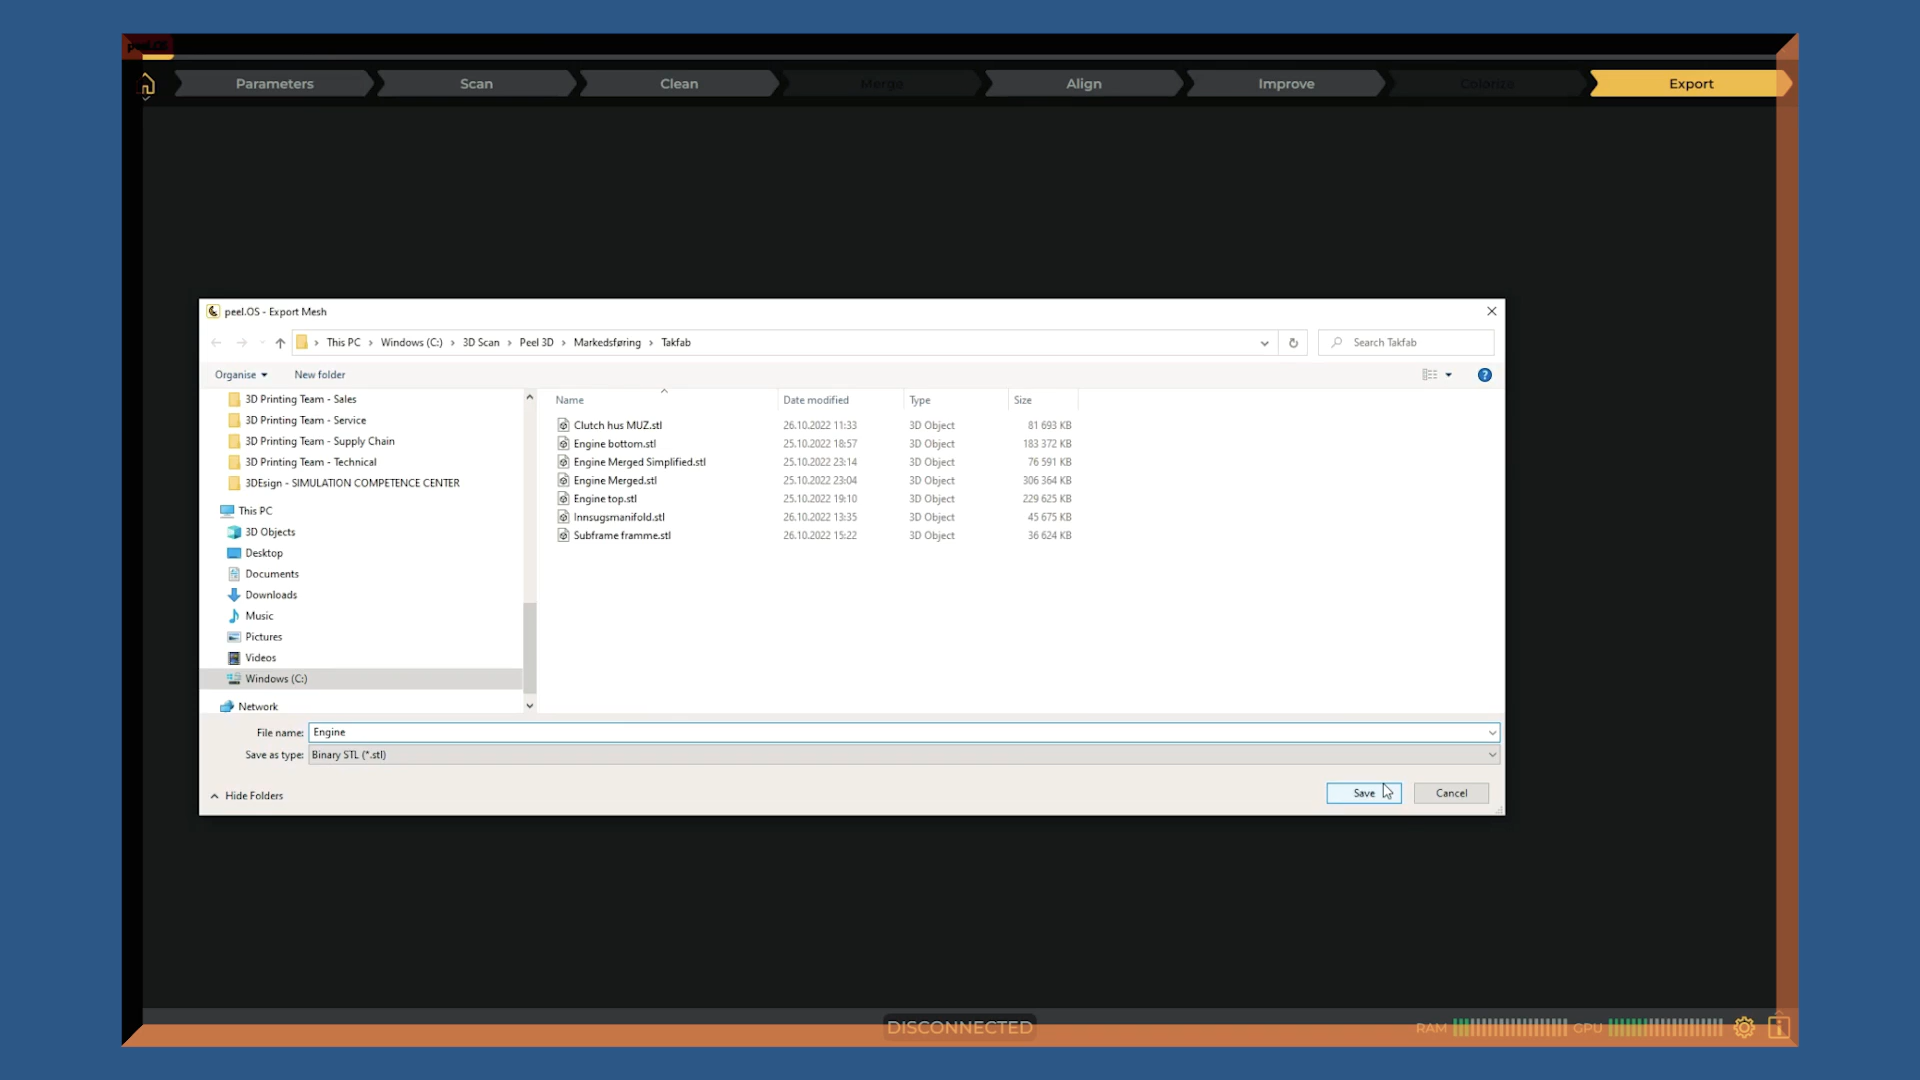 peel.OS
Parameters
Scan
Clean
Merge
Align
Improve
Colorize
Export
peel.OS - Export Mesh
This PC › Windows (C:) › 3D Scan › Peel 3D › Markedsføring › Takfab
Search Takfab
Organise
New folder
3D Printing Team - Sales
3D Printing Team - Service
3D Printing Team - Supply Chain
3D Printing Team - Technical
3DEsign - SIMULATION COMPETENCE CENTER
This PC
3D Objects
Desktop
Documents
Downloads
Music
Pictures
Videos
Windows (C:)
Network
Name Date modified Type Size
Clutch hus MUZ.stl 26.10.2022 11:33 3D Object 81 693 KB
Engine bottom.stl 25.10.2022 18:57 3D Object 183 372 KB
Engine Merged Simplified.stl 25.10.2022 23:14 3D Object 76 591 KB
Engine Merged.stl 25.10.2022 23:04 3D Object 306 364 KB
Engine top.stl 25.10.2022 19:10 3D Object 229 625 KB
Innsugsmanifold.stl 26.10.2022 13:35 3D Object 45 675 KB
Subframe framme.stl 26.10.2022 15:22 3D Object 36 624 KB
File name: Engine
Save as type: Binary STL (*.stl)
Hide Folders
Save
Cancel
DISCONNECTED
RAM
GPU